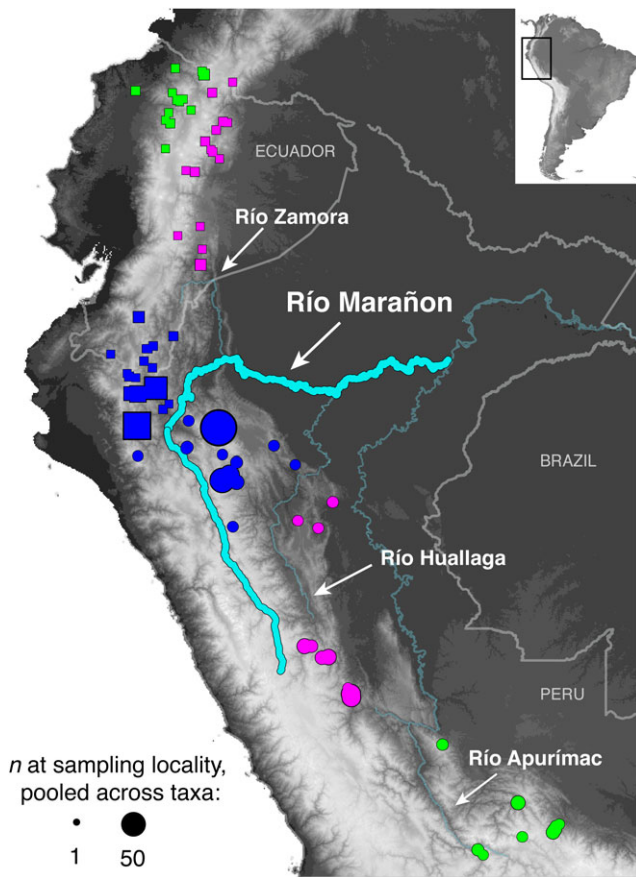 ECUADOR
Río Zamora
Río Marañon
BRAZIL
Río Huallaga
PERU
Río Apurímac
n at sampling locality,
pooled across taxa:
1 50